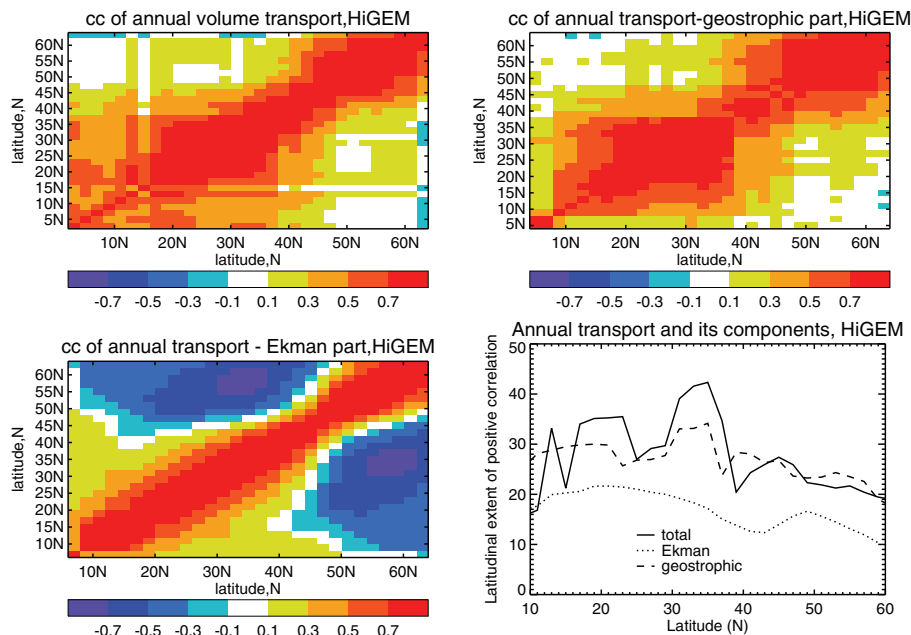 cc of annual volume transport,HiGEM
60N
55N
50N
45N
40N
35N
30N
25N
20N
15N
10N
5N
latitude,N
10N 20N 30N 40N 50N 60N
latitude,N
-0.7 -0.5 -0.3 -0.1 0.1 0.3 0.5 0.7
cc of annual transport-geostrophic part,HiGEM
60N
55N
50N
45N
40N
35N
30N
25N
20N
15N
10N
5N
latitude,N
10N 20N 30N 40N 50N 60N
latitude,N
-0.7 -0.5 -0.3 -0.1 0.1 0.3 0.5 0.7
cc of annual transport - Ekman part,HiGEM
60N
55N
50N
45N
40N
35N
30N
25N
20N
15N
10N
latitude,N
10N 20N 30N 40N 50N 60N
latitude,N
-0.7 -0.5 -0.3 -0.1 0.1 0.3 0.5 0.7
Annual transport and its components, HiGEM
50
40
30
20
10
0
Latitudinal extent of positive correlation
total
Ekman
geostrophic
10 20 30 40 50 60
Latitude (N)